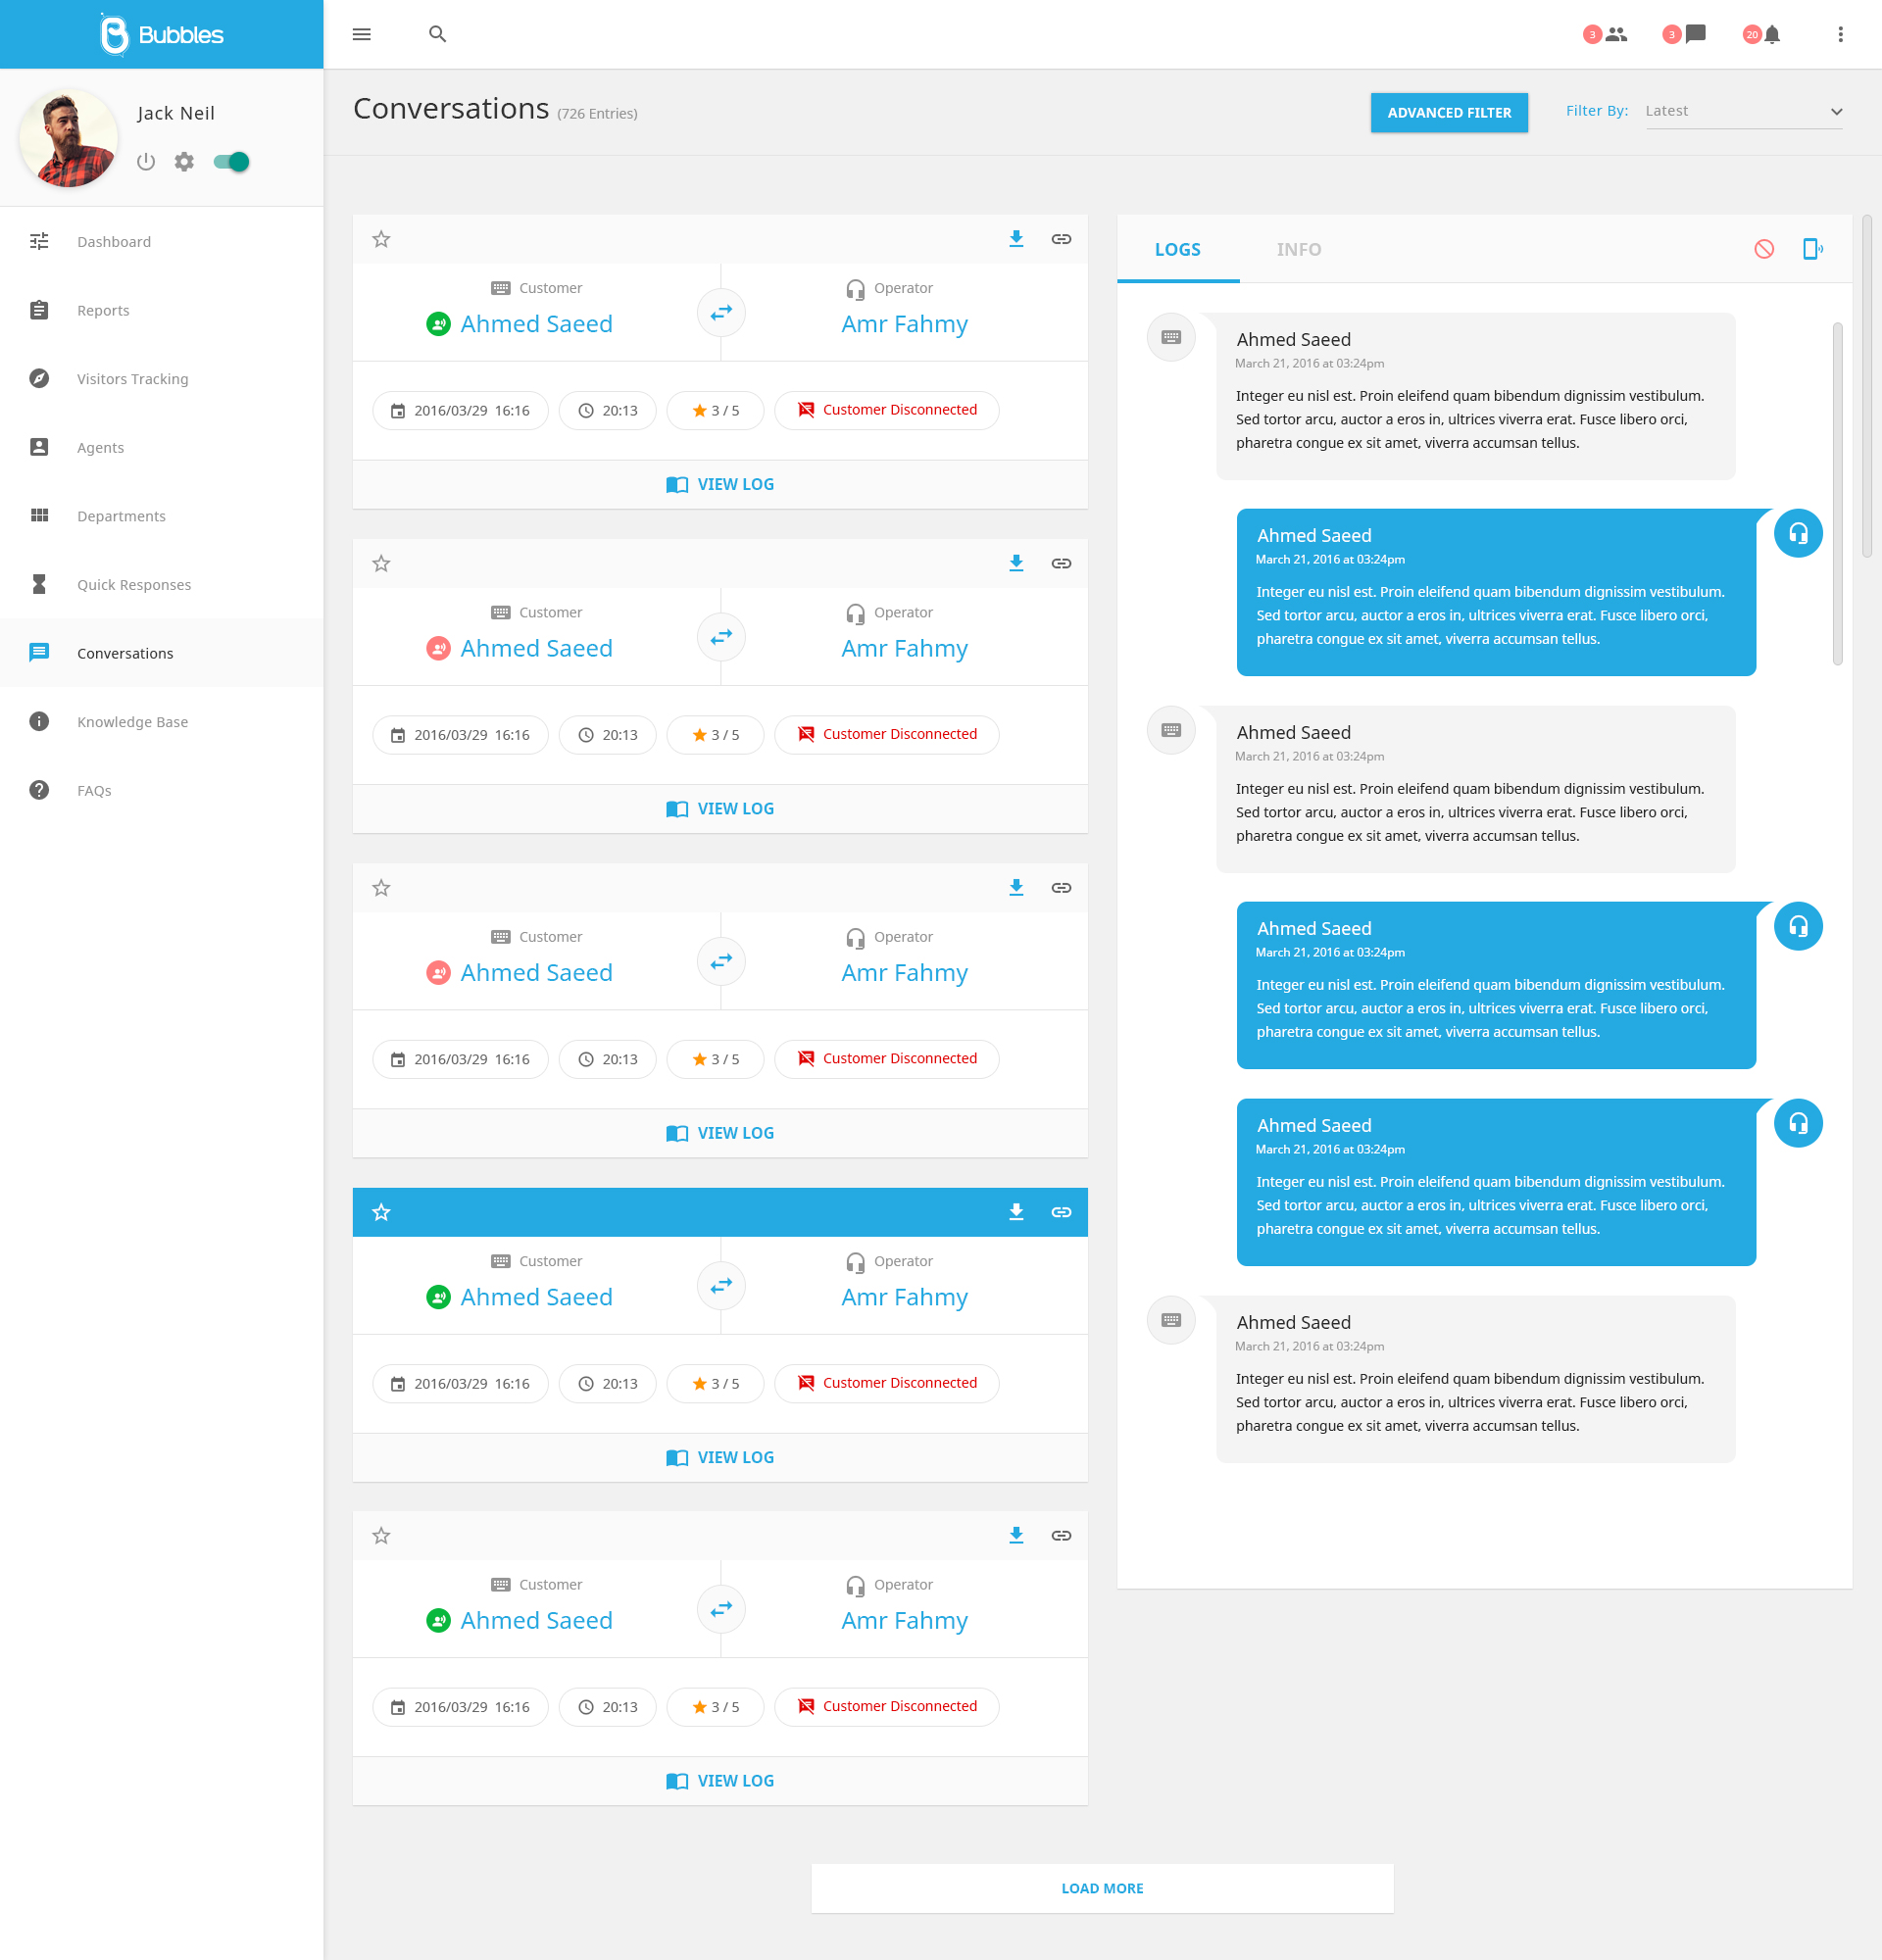 Bubbles
3
3
20
Jack Neil
Dashboard
Reports
Visitors Tracking
Agents
Departments
Quick Responses
Conversations
Knowledge Base
FAQs
Conversations (726 Entries)
ADVANCED FILTER
Filter By: Latest
Customer
Ahmed Saeed
Operator
Amr Fahmy
2016/03/29 16:16
20:13
3 / 5
Customer Disconnected
VIEW LOG
Customer
Ahmed Saeed
Operator
Amr Fahmy
2016/03/29 16:16
20:13
3 / 5
Customer Disconnected
VIEW LOG
Customer
Ahmed Saeed
Operator
Amr Fahmy
2016/03/29 16:16
20:13
3 / 5
Customer Disconnected
VIEW LOG
Customer
Ahmed Saeed
Operator
Amr Fahmy
2016/03/29 16:16
20:13
3 / 5
Customer Disconnected
VIEW LOG
Customer
Ahmed Saeed
Operator
Amr Fahmy
2016/03/29 16:16
20:13
3 / 5
Customer Disconnected
VIEW LOG
LOGS
INFO
Ahmed Saeed
March 21, 2016 at 03:24pm
Integer eu nisl est. Proin eleifend quam bibendum dignissim vestibulum.
Sed tortor arcu, auctor a eros in, ultrices viverra erat. Fusce libero orci,
pharetra congue ex sit amet, viverra accumsan tellus.
Ahmed Saeed
March 21, 2016 at 03:24pm
Integer eu nisl est. Proin eleifend quam bibendum dignissim vestibulum.
Sed tortor arcu, auctor a eros in, ultrices viverra erat. Fusce libero orci,
pharetra congue ex sit amet, viverra accumsan tellus.
Ahmed Saeed
March 21, 2016 at 03:24pm
Integer eu nisl est. Proin eleifend quam bibendum dignissim vestibulum.
Sed tortor arcu, auctor a eros in, ultrices viverra erat. Fusce libero orci,
pharetra congue ex sit amet, viverra accumsan tellus.
Ahmed Saeed
March 21, 2016 at 03:24pm
Integer eu nisl est. Proin eleifend quam bibendum dignissim vestibulum.
Sed tortor arcu, auctor a eros in, ultrices viverra erat. Fusce libero orci,
pharetra congue ex sit amet, viverra accumsan tellus.
Ahmed Saeed
March 21, 2016 at 03:24pm
Integer eu nisl est. Proin eleifend quam bibendum dignissim vestibulum.
Sed tortor arcu, auctor a eros in, ultrices viverra erat. Fusce libero orci,
pharetra congue ex sit amet, viverra accumsan tellus.
Ahmed Saeed
March 21, 2016 at 03:24pm
Integer eu nisl est. Proin eleifend quam bibendum dignissim vestibulum.
Sed tortor arcu, auctor a eros in, ultrices viverra erat. Fusce libero orci,
pharetra congue ex sit amet, viverra accumsan tellus.
LOAD MORE